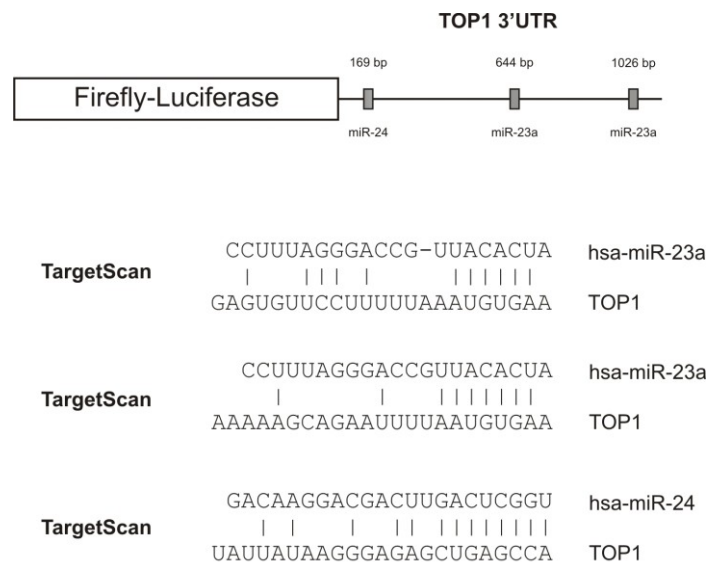 TOP1 3'UTR
169 bp 644 bp 1026 bp
Firefly-Luciferase
miR-24 miR-23a miR-23a
CCUUUAGGGACCG-UUACACUA hsa-miR-23a
TargetScan
GAGUGUUCCUUUUUAAAUGUGAA TOP1
CCUUUAGGGACCGUUACACUA hsa-miR-23a
TargetScan
AAAAAGCAGAAUUUUAAUGUGAA TOP1
GACAAGGACGACUUGACUCGGU hsa-miR-24
TargetScan
UAUUAUAAGGGAGAGCUGAGCCA TOP1